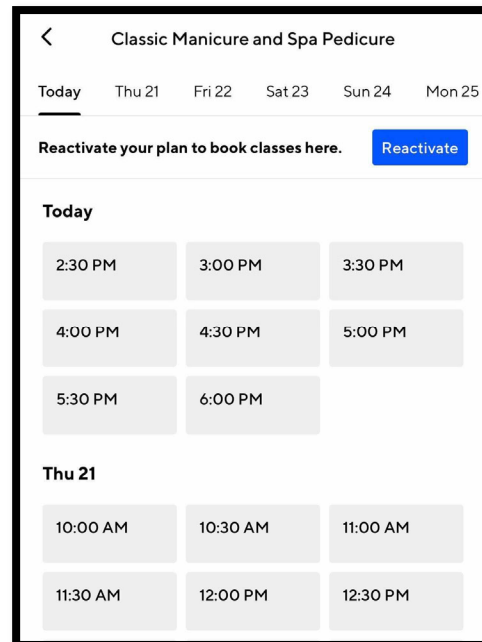 Classic Manicure and Spa Pedicure
Today Thu 21 Fri 22 Sat 23 Sun 24 Mon 25
Reactivate your plan to book classes here. Reactivate
Today
2:30 PM 3:00 PM 3:30 PM
4:00 PM 4:30 PM 5:00 PM
5:30 PM 6:00 PM
Thu 21
10:00 AM 10:30 AM 11:00 AM
11:30 AM 12:00 PM 12:30 PM